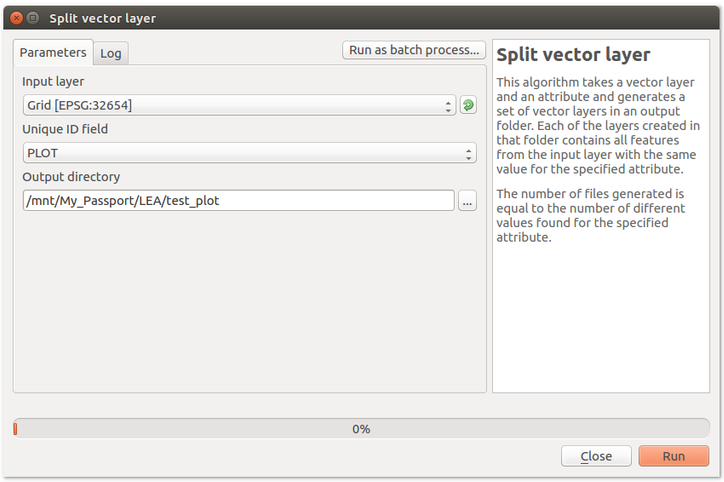 Split vector layer
Parameters
Log
Run as batch process...
Input layer
Grid [EPSG:32654]
Unique ID field
PLOT
Output directory
/mnt/My_Passport/LEA/test_plot
...
Split vector layer
This algorithm takes a vector layer
and an attribute and generates a
set of vector layers in an output
folder. Each of the layers created in
that folder contains all features
from the input layer with the same
value for the specified attribute.
The number of files generated is
equal to the number of different
values found for the specified
attribute.
0%
Close
Run